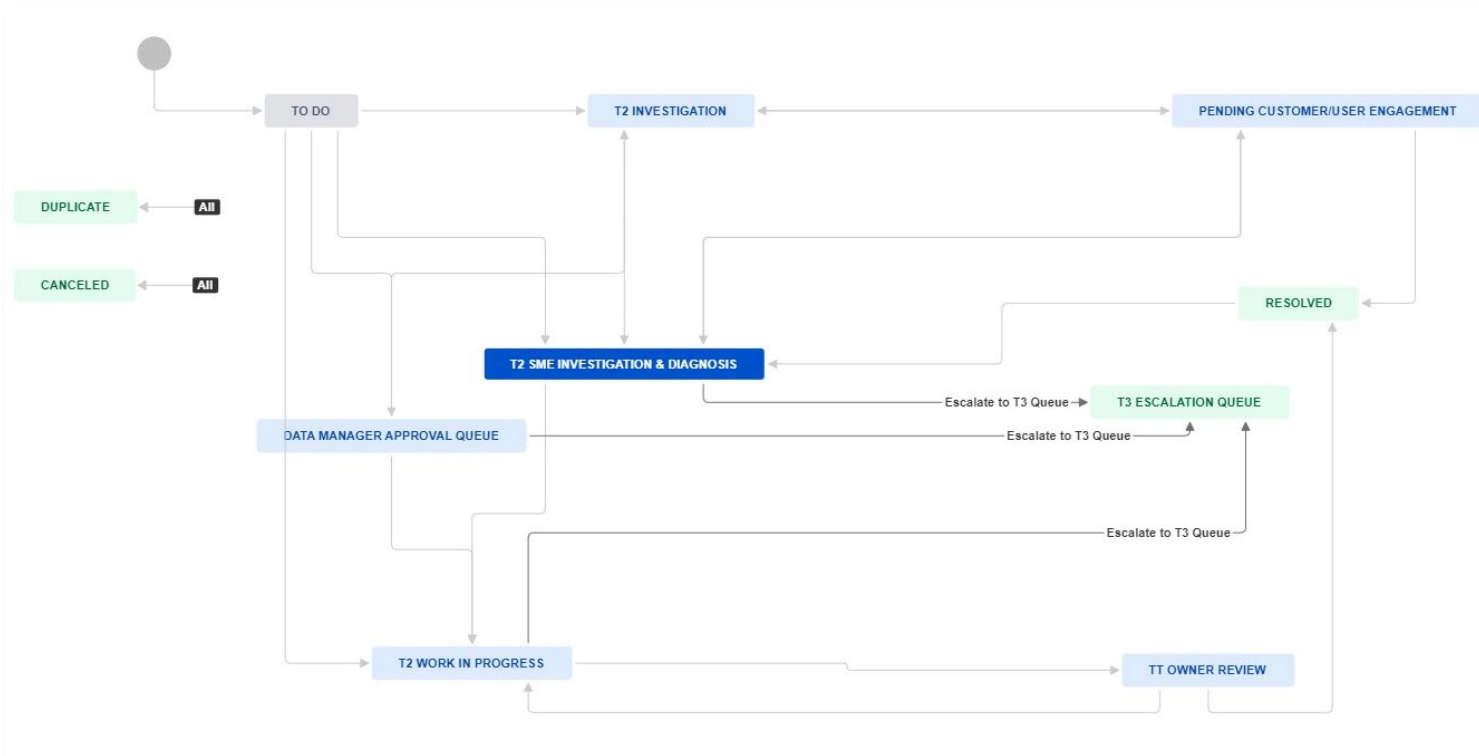 TO DO
T2 INVESTIGATION
PENDING CUSTOMER/USER ENGAGEMENT
DUPLICATE
All
CANCELED
All
RESOLVED
T2 SME INVESTIGATION & DIAGNOSIS
Escalate to T3 Queue
T3 ESCALATION QUEUE
DATA MANAGER APPROVAL QUEUE
Escalate to T3 Queue
Escalate to T3 Queue
T2 WORK IN PROGRESS
TT OWNER REVIEW